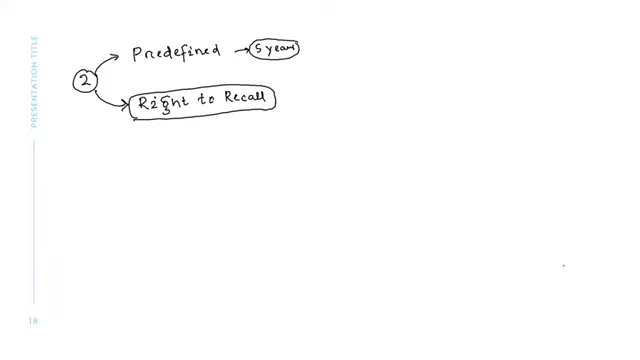 PRESENTATION TITLE
2
Predefined → 5 years
Right to Recall
18